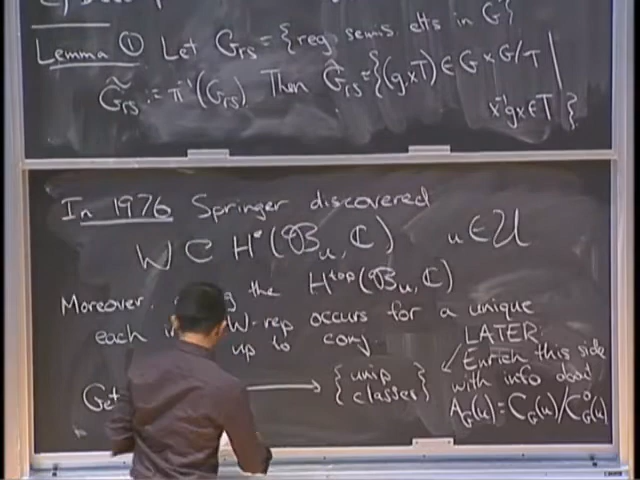 Lemma ① Let G_rs = {reg. semis. elts in G}
G̃_rs := π⁻¹(G_rs) Then G̃_rs = {(g, xT) ∈ G × G/T |
x⁻¹gx ∈ T}
In 1976 Springer discovered
W ⊂ H*(𝓑_u, ℂ) u ∈ 𝒰
Moreover, the H^top(𝓑_u, ℂ)
each W-rep occurs for a unique
up to conj.
LATER:
Enrich this side
with info about
A_G(u) = C_G(u)/C_G^o(u)
Get → {unip classes}